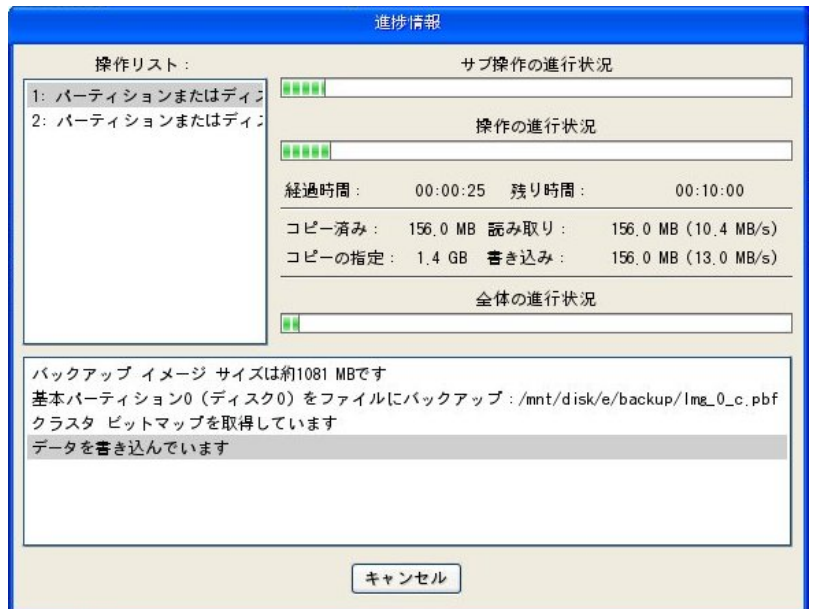 進捗情報
操作リスト：
1: パーティションまたはディス
2: パーティションまたはディ
サブ操作の進行状況
操作の進行状況
経過時間： 00:00:25 残り時間： 00:10:00
コピー済み： 156.0 MB 読み取り： 156.0 MB (10.4 MB/s)
コピーの指定： 1.4 GB 書き込み： 156.0 MB (13.0 MB/s)
全体の進行状況
バックアップ イメージ サイズは約1081 MBです
基本パーティション0（ディスク0）をファイルにバックアップ：/mnt/disk/e/backup/Img_0_c.pbf
クラスタ ビットマップを取得しています
データを書き込んでいます
キャンセル